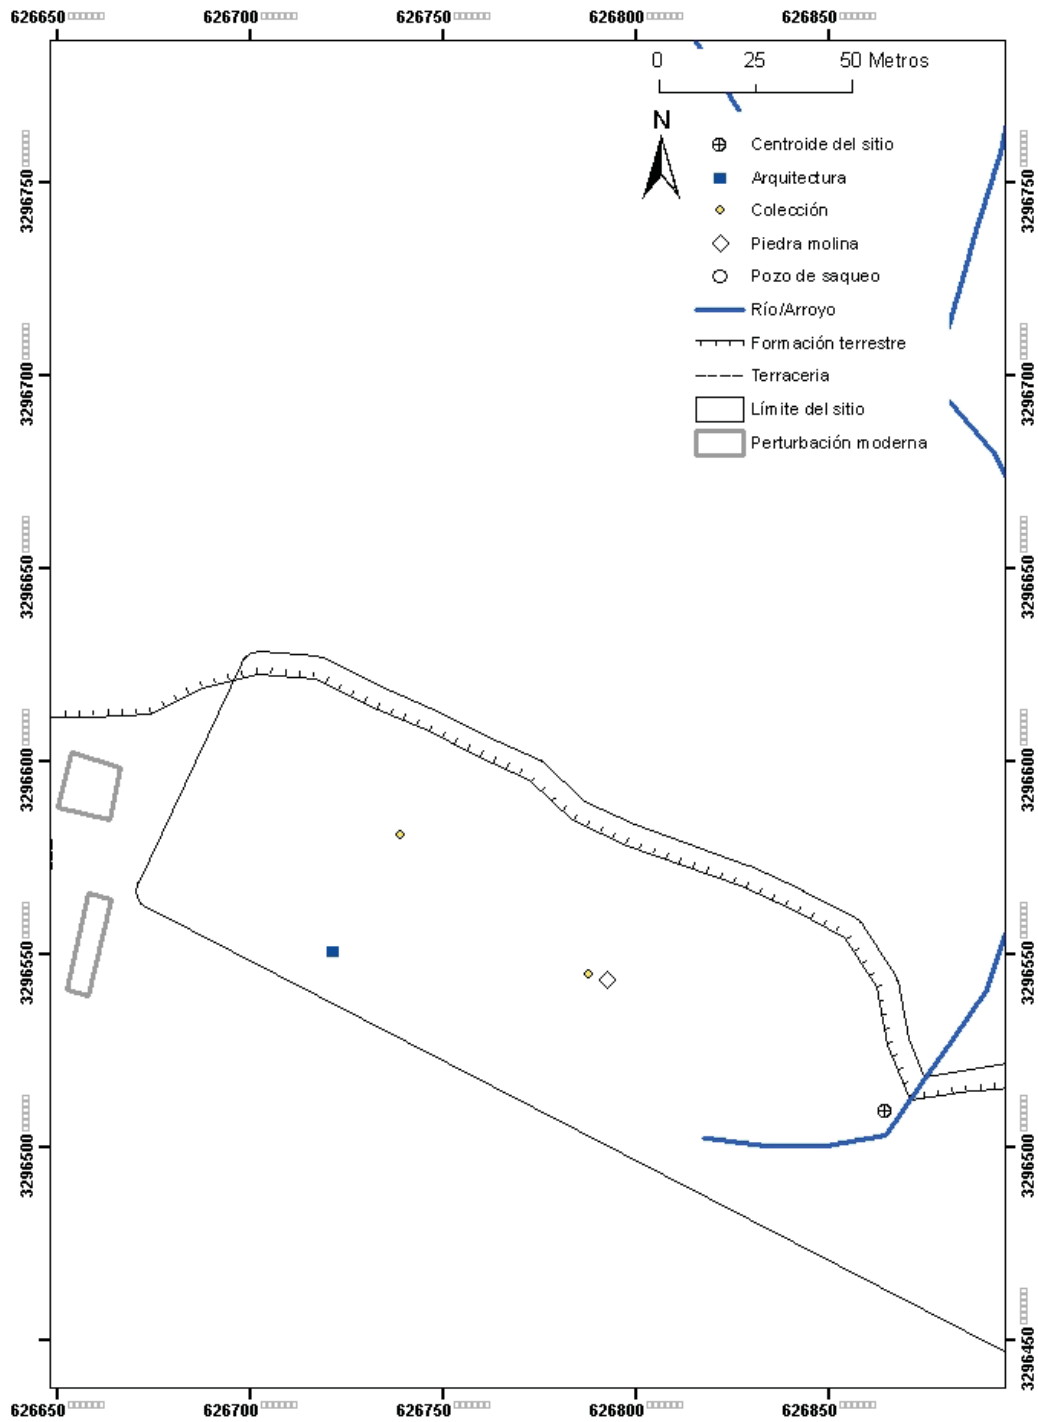 626650 626700 626750 626800 626850
0 25 50 Metros
N
Centroide del sitio
Arquitectura
Colección
Piedra molina
Pozo de saqueo
Río/Arroyo
Formación terrestre
Terraceria
Límite del sitio
Perturbación moderna
3296750
3296700
3296650
3296600
3296550
3296500
3296750
3296700
3296650
3296600
3296550
3296500
3296450
626650 626700 626750 626800 626850